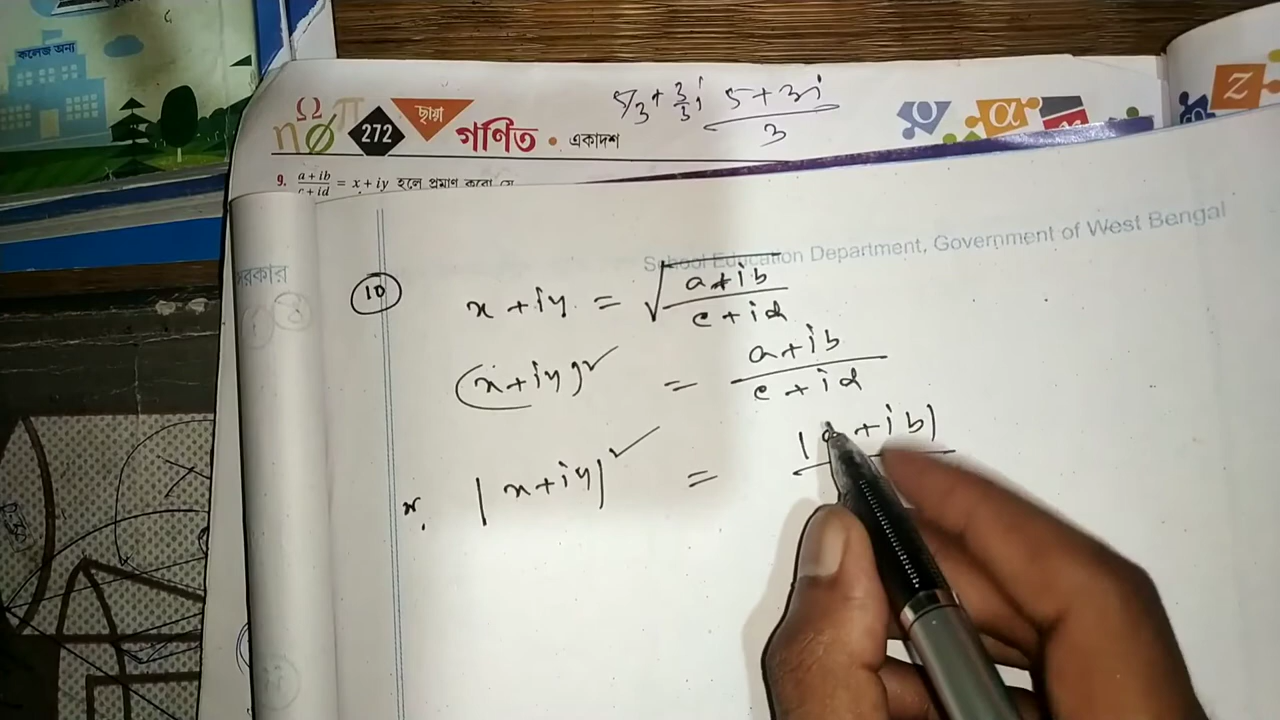 কলেজ অন্য
Ω
nØπ 272 ছায়া গণিত • একাদশ
5/3 + 3/3 i (5+3i)/3
υ α z
9. (a+ib)/(c+id) = x+iy হলে প্রমাণ করো যে
School Education Department, Government of West Bengal
সরকার
10 x+iy = √((a+ib)/(c+id))
(x+iy)² = (a+ib)/(c+id)
|x+iy|² = |a+ib|